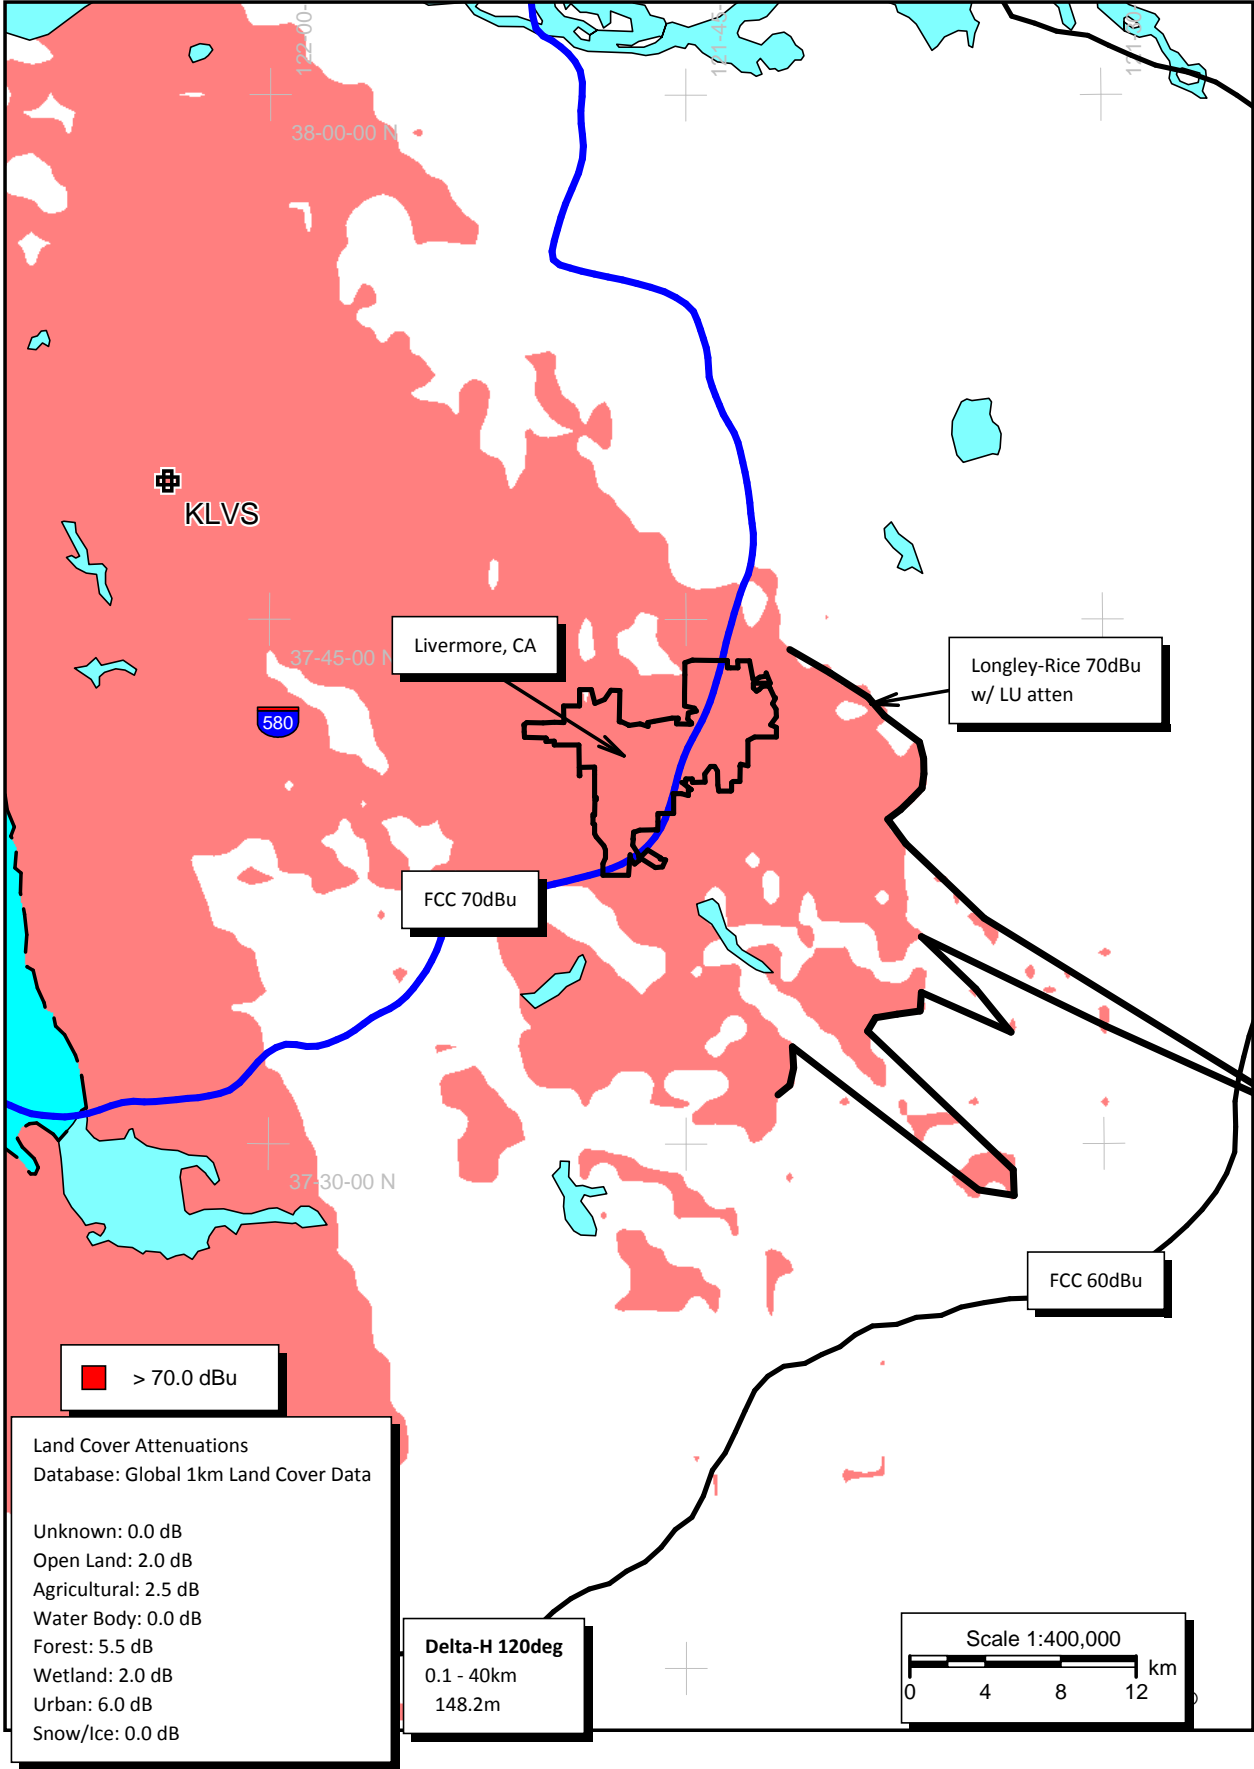 122-00-
121-45-
38-00-00 N
KLVS
Livermore, CA
37-45-00 N
Longley-Rice 70dBu
w/ LU atten
580
FCC 70dBu
37-30-00 N
FCC 60dBu
> 70.0 dBu
Land Cover Attenuations
Database: Global 1km Land Cover Data
Unknown: 0.0 dB
Open Land: 2.0 dB
Agricultural: 2.5 dB
Water Body: 0.0 dB
Forest: 5.5 dB
Wetland: 2.0 dB
Urban: 6.0 dB
Snow/Ice: 0.0 dB
Delta-H 120deg
0.1 - 40km
148.2m
Scale 1:400,000
km
0 4 8 12